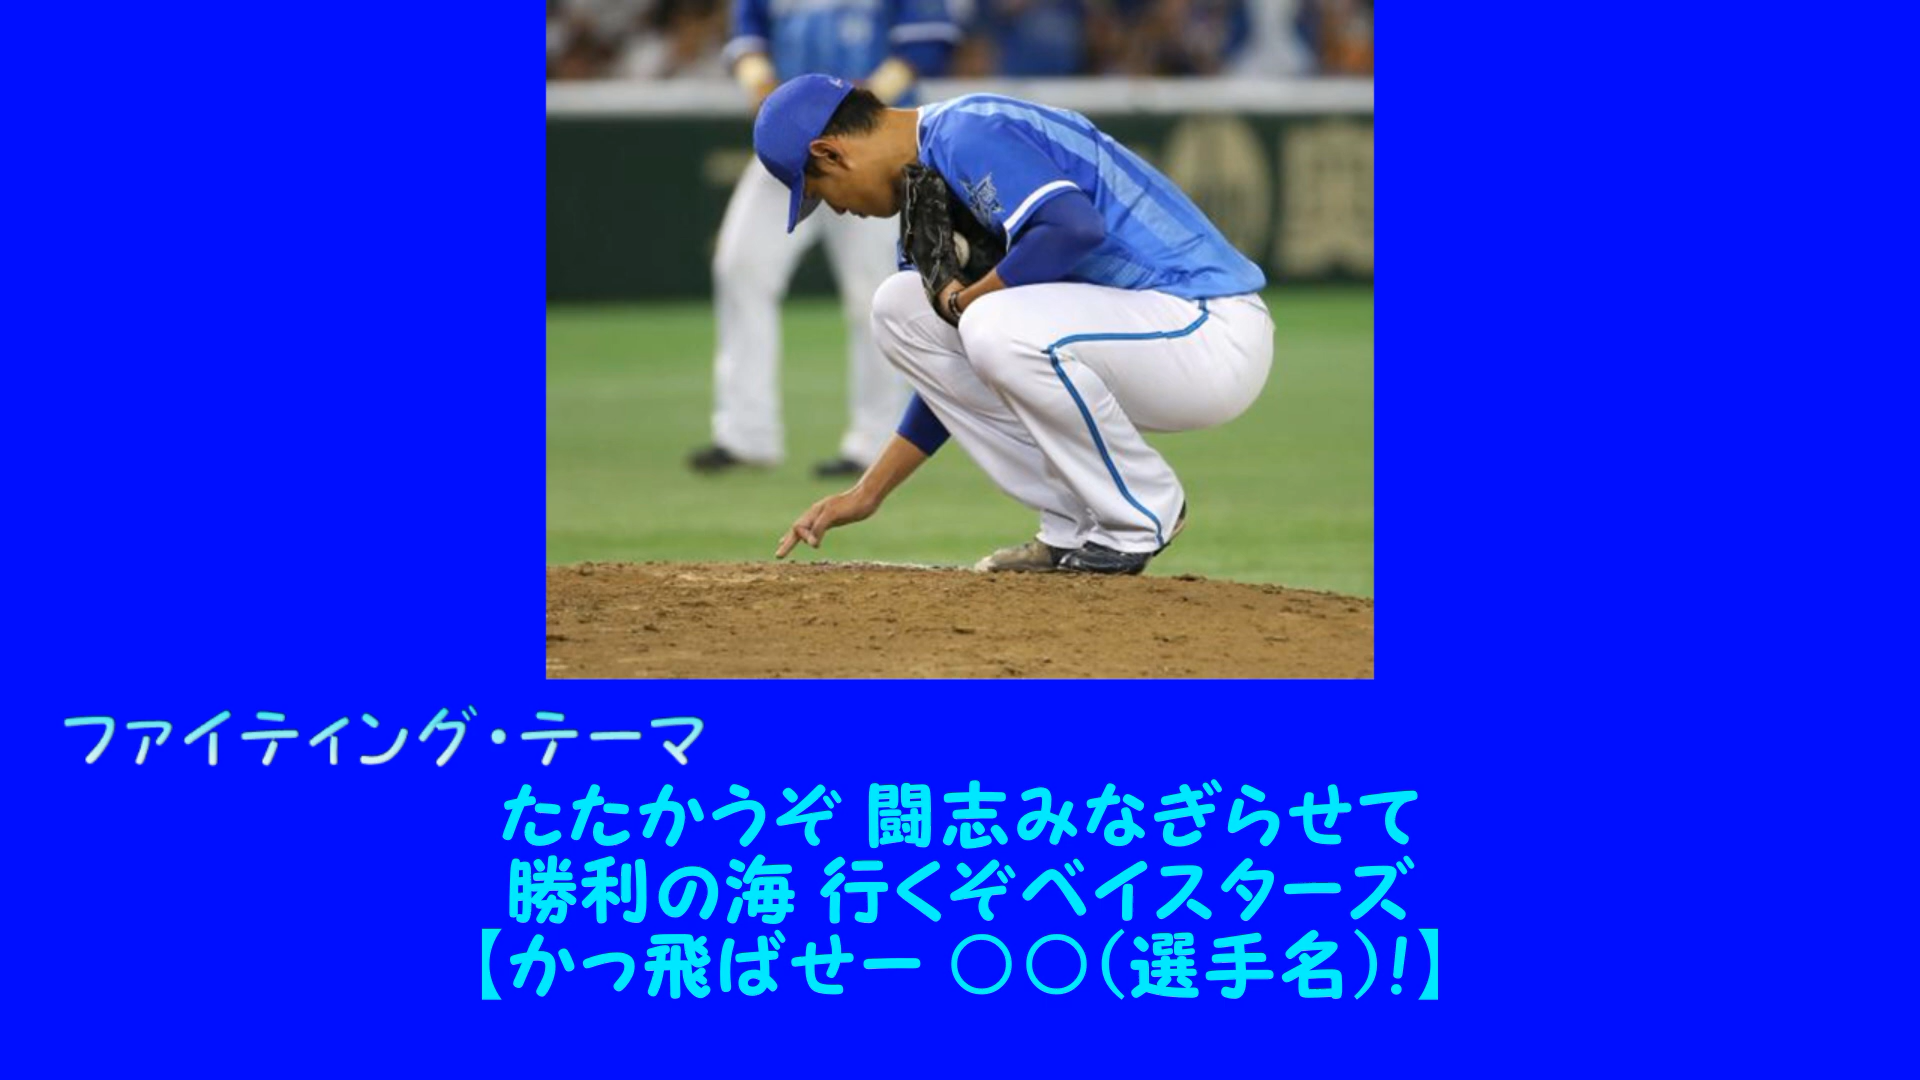 ファイティング・テーマ
たたかうぞ 闘志みなぎらせて
勝利の海 行くぞベイスターズ
【かっ飛ばせー ○○(選手名)!】